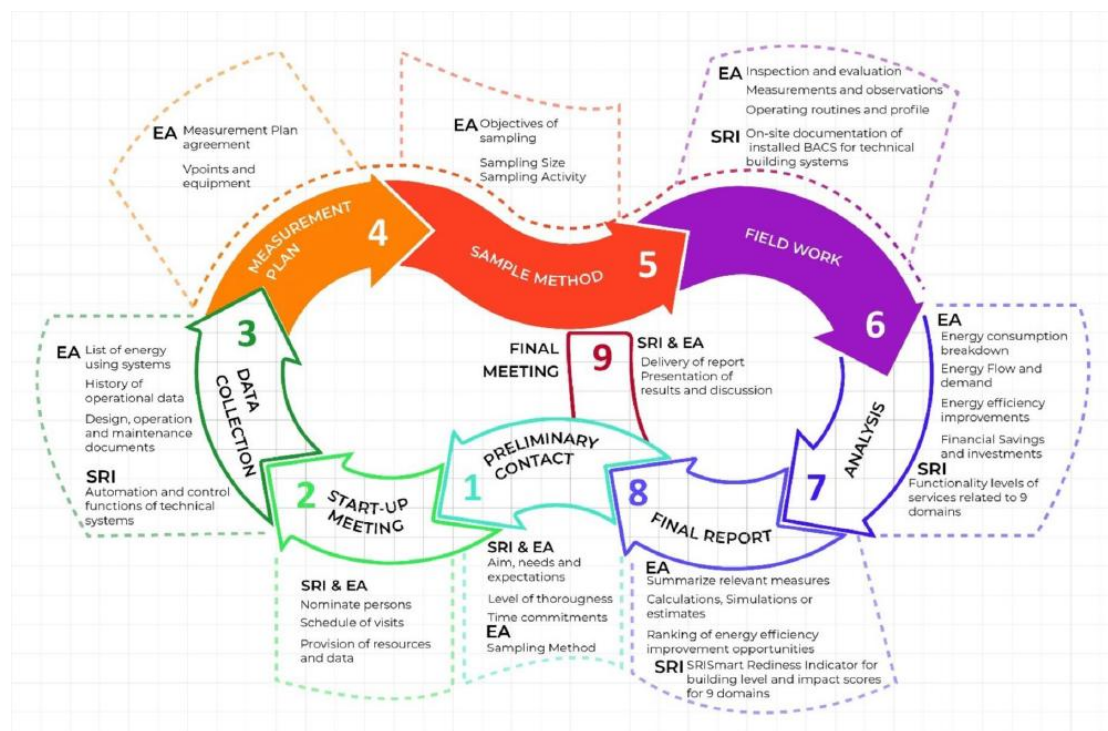 1
PRELIMINARY
CONTACT
SRI & EA
Aim, needs and
expectations
Level of thorougness
Time commitments
EA
Sampling Method
2
START-UP
MEETING
SRI & EA
Nominate persons
Schedule of visits
Provision of resources
and data
3
DATA
COLLECTION
EA List of energy
using systems
History of
operational data
Design, operation
and maintenance
documents
SRI
Automation and control
functions of technical
systems
4
MEASUREMENT
PLAN
EA Measurement Plan
agreement
Vpoints and
equipment
5
SAMPLE METHOD
EA Objectives of
sampling
Sampling Size
Sampling Activity
6
FIELD WORK
EA Inspection and evaluation
Measurements and observations
Operating routines and profile
SRI On-site documentation of
installed BACS for technical
building systems
7
ANALYSIS
EA
Energy consumption
breakdown
Energy Flow and
demand
Energy efficiency
improvements
Financial Savings
and investments
SRI
Functionality levels of
services related to 9
domains
8
FINAL REPORT
EA
Summarize relevant measures
Calculations, Simulations or
estimates
Ranking of energy efficiency
improvement opportunities
SRI SRISmart Rediness Indicator for
building level and impact scores
for 9 domains
9
FINAL
MEETING
SRI & EA
Delivery of report
Presentation of
results and discussion